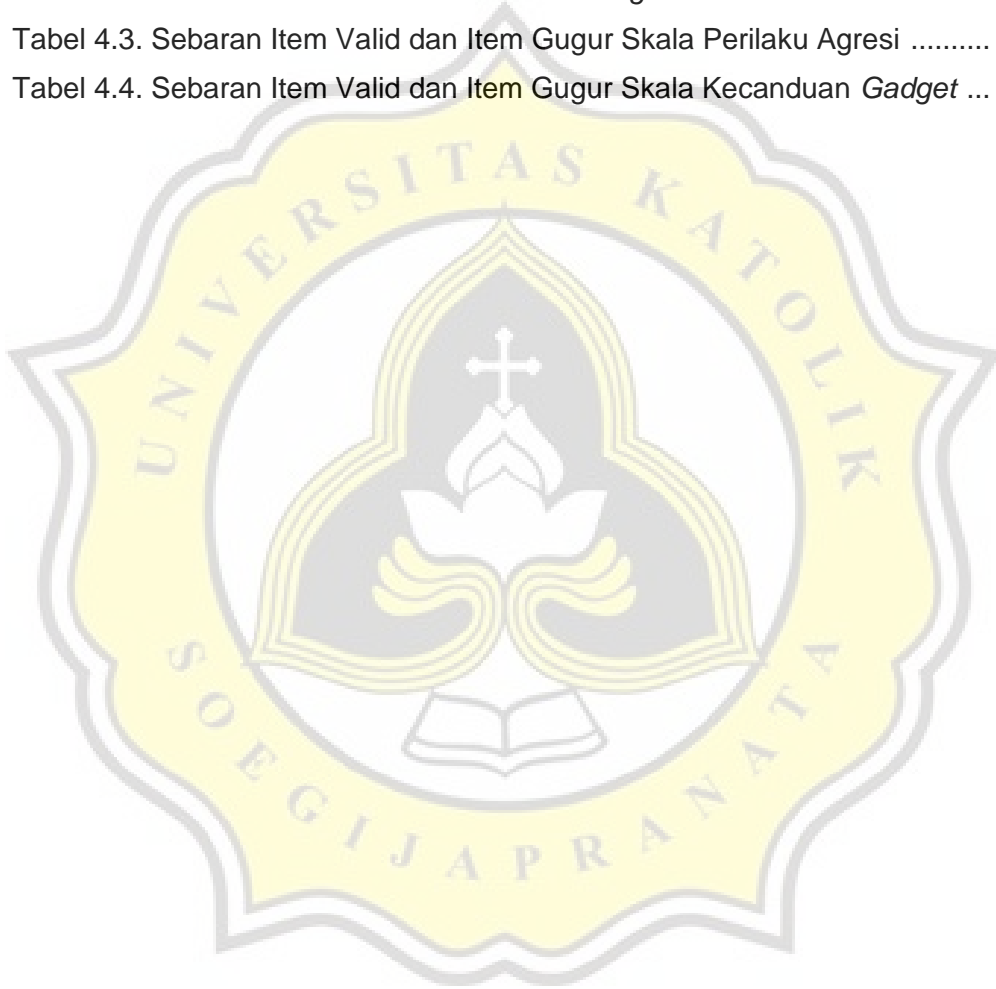 Tabel 4.3. Sebaran Item Valid dan Item Gugur Skala Perilaku Agresi ..........
Tabel 4.4. Sebaran Item Valid dan Item Gugur Skala Kecanduan Gadget ...
UNIVERSITAS KATOLIK
SOEGIJAPRANATA